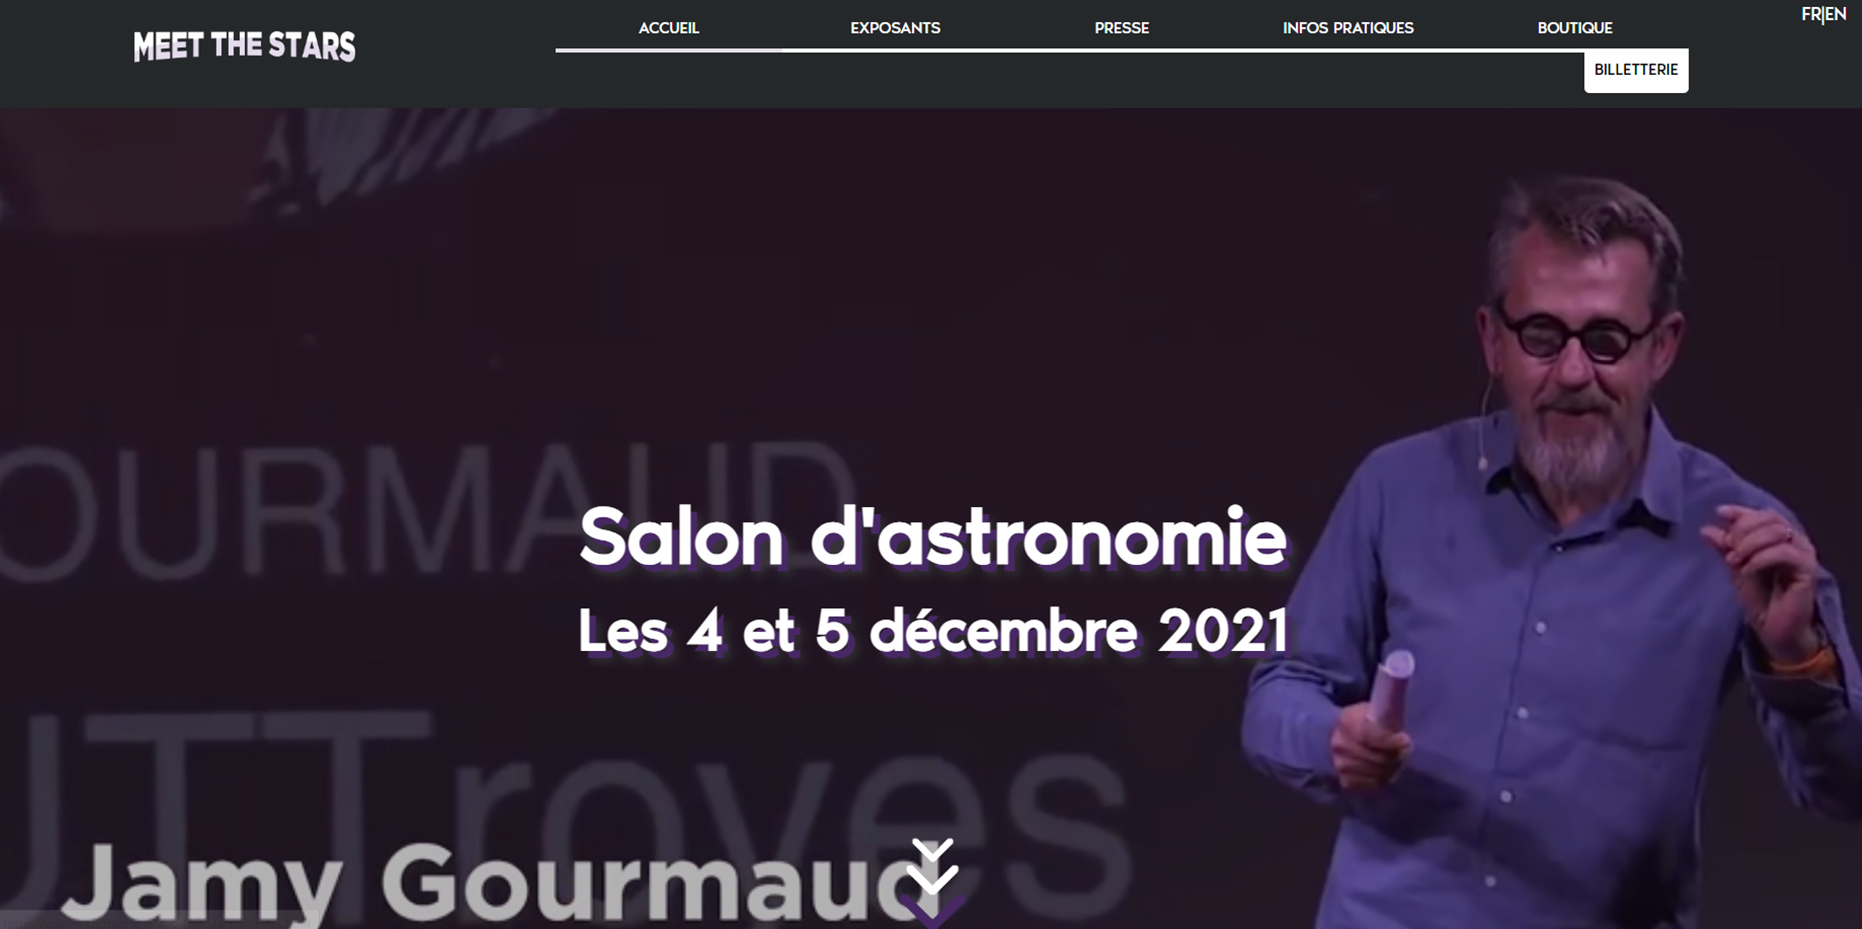 MEET THE STARS
ACCUEIL EXPOSANTS PRESSE INFOS PRATIQUES BOUTIQUE
FR|EN
BILLETTERIE
OURMAUD
Salon d'astronomie
Les 4 et 5 décembre 2021
UTTroyes
Jamy Gourmaud